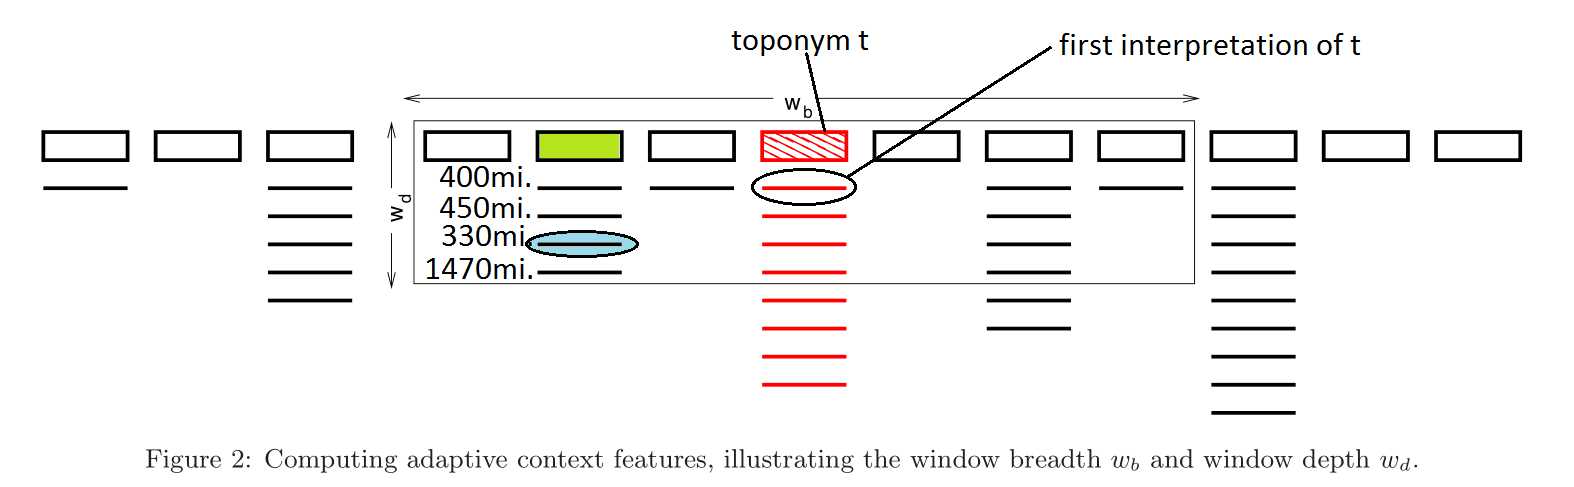 toponym t
first interpretation of t
w_b
w_d
400mi.
450mi.
330mi.
1470mi.
Figure 2: Computing adaptive context features, illustrating the window breadth w_b and window depth w_d.